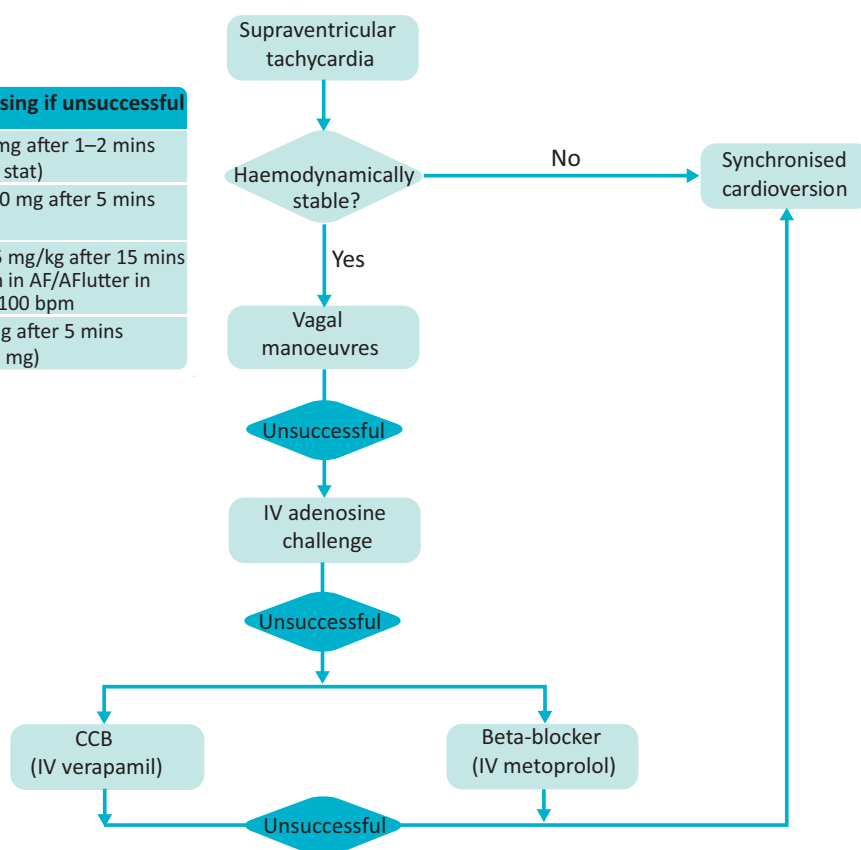 Supraventricular
tachycardia
sing if unsuccessful
mg after 1–2 mins
stat)
0 mg after 5 mins
mg/kg after 15 mins
in AF/AFlutter in
100 bpm
g after 5 mins
mg)
Haemodynamically
stable?
No
Synchronised
cardioversion
Yes
Vagal
manoeuvres
Unsuccessful
IV adenosine
challenge
Unsuccessful
CCB
(IV verapamil)
Beta-blocker
(IV metoprolol)
Unsuccessful